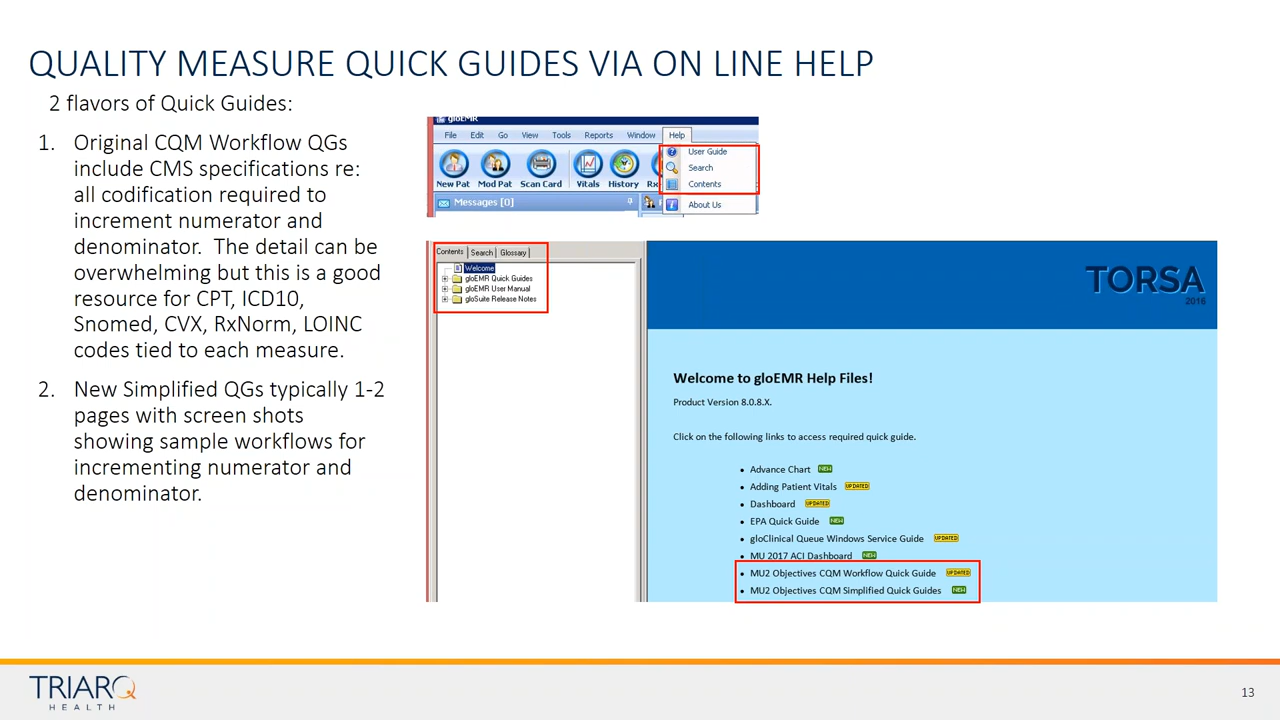 QUALITY MEASURE QUICK GUIDES VIA ON LINE HELP
2 flavors of Quick Guides:
1. Original CQM Workflow QGs
include CMS specifications re:
all codification required to
increment numerator and
denominator. The detail can be
overwhelming but this is a good
resource for CPT, ICD10,
Snomed, CVX, RxNorm, LOINC
codes tied to each measure.
2. New Simplified QGs typically 1-2
pages with screen shots
showing sample workflows for
incrementing numerator and
denominator.
gloEMR
File Edit Go View Tools Reports Window Help
User Guide
Search
Contents
About Us
New Pat Mod Pat Scan Card Vitals History Rx
Messages [0]
Contents Search Glossary
Welcome
gloEMR Quick Guides
gloEMR User Manual
gloSuite Release Notes
TORSA
2016
Welcome to gloEMR Help Files!
Product Version 8.0.8.X.
Click on the following links to access required quick guide.
• Advance Chart NEW
• Adding Patient Vitals UPDATED
• Dashboard UPDATED
• EPA Quick Guide NEW
• gloClinical Queue Windows Service Guide UPDATED
• MU 2017 ACI Dashboard NEW
• MU2 Objectives CQM Workflow Quick Guide UPDATED
• MU2 Objectives CQM Simplified Quick Guides NEW
TRIARQ
HEALTH
13